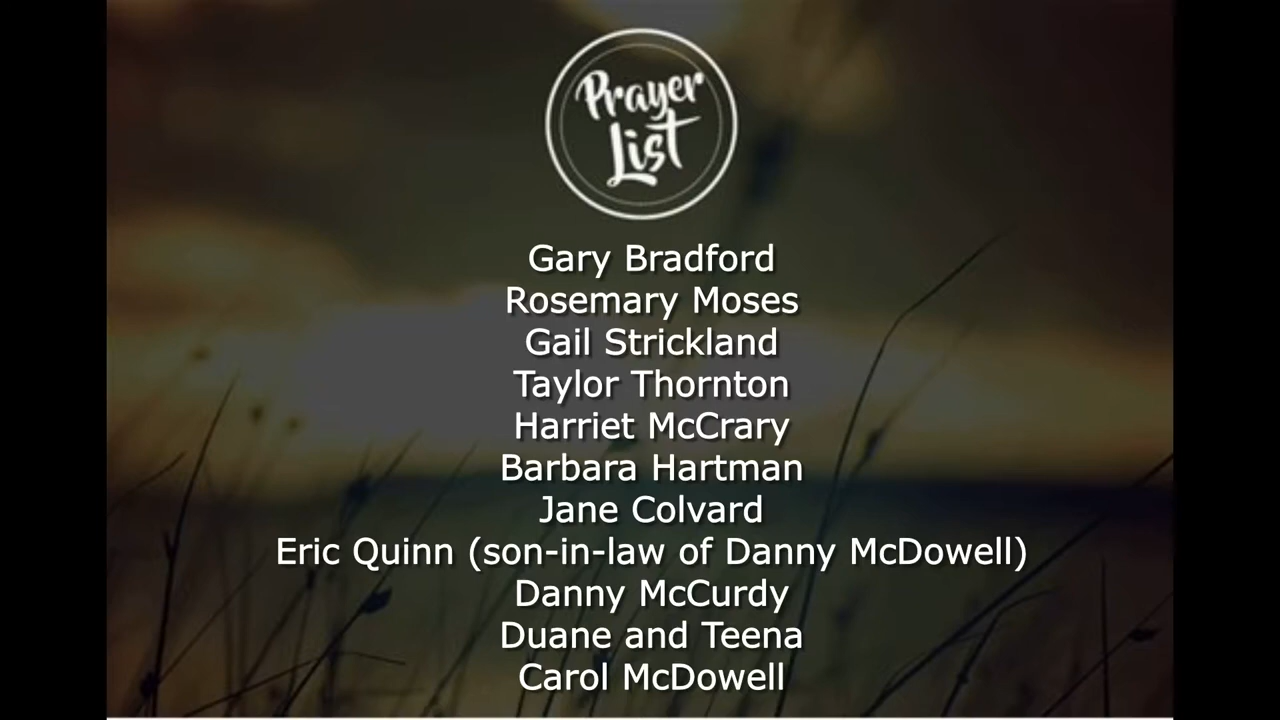 Prayer
List
Gary Bradford
Rosemary Moses
Gail Strickland
Taylor Thornton
Harriet McCrary
Barbara Hartman
Jane Colvard
Eric Quinn (son-in-law of Danny McDowell)
Danny McCurdy
Duane and Teena
Carol McDowell